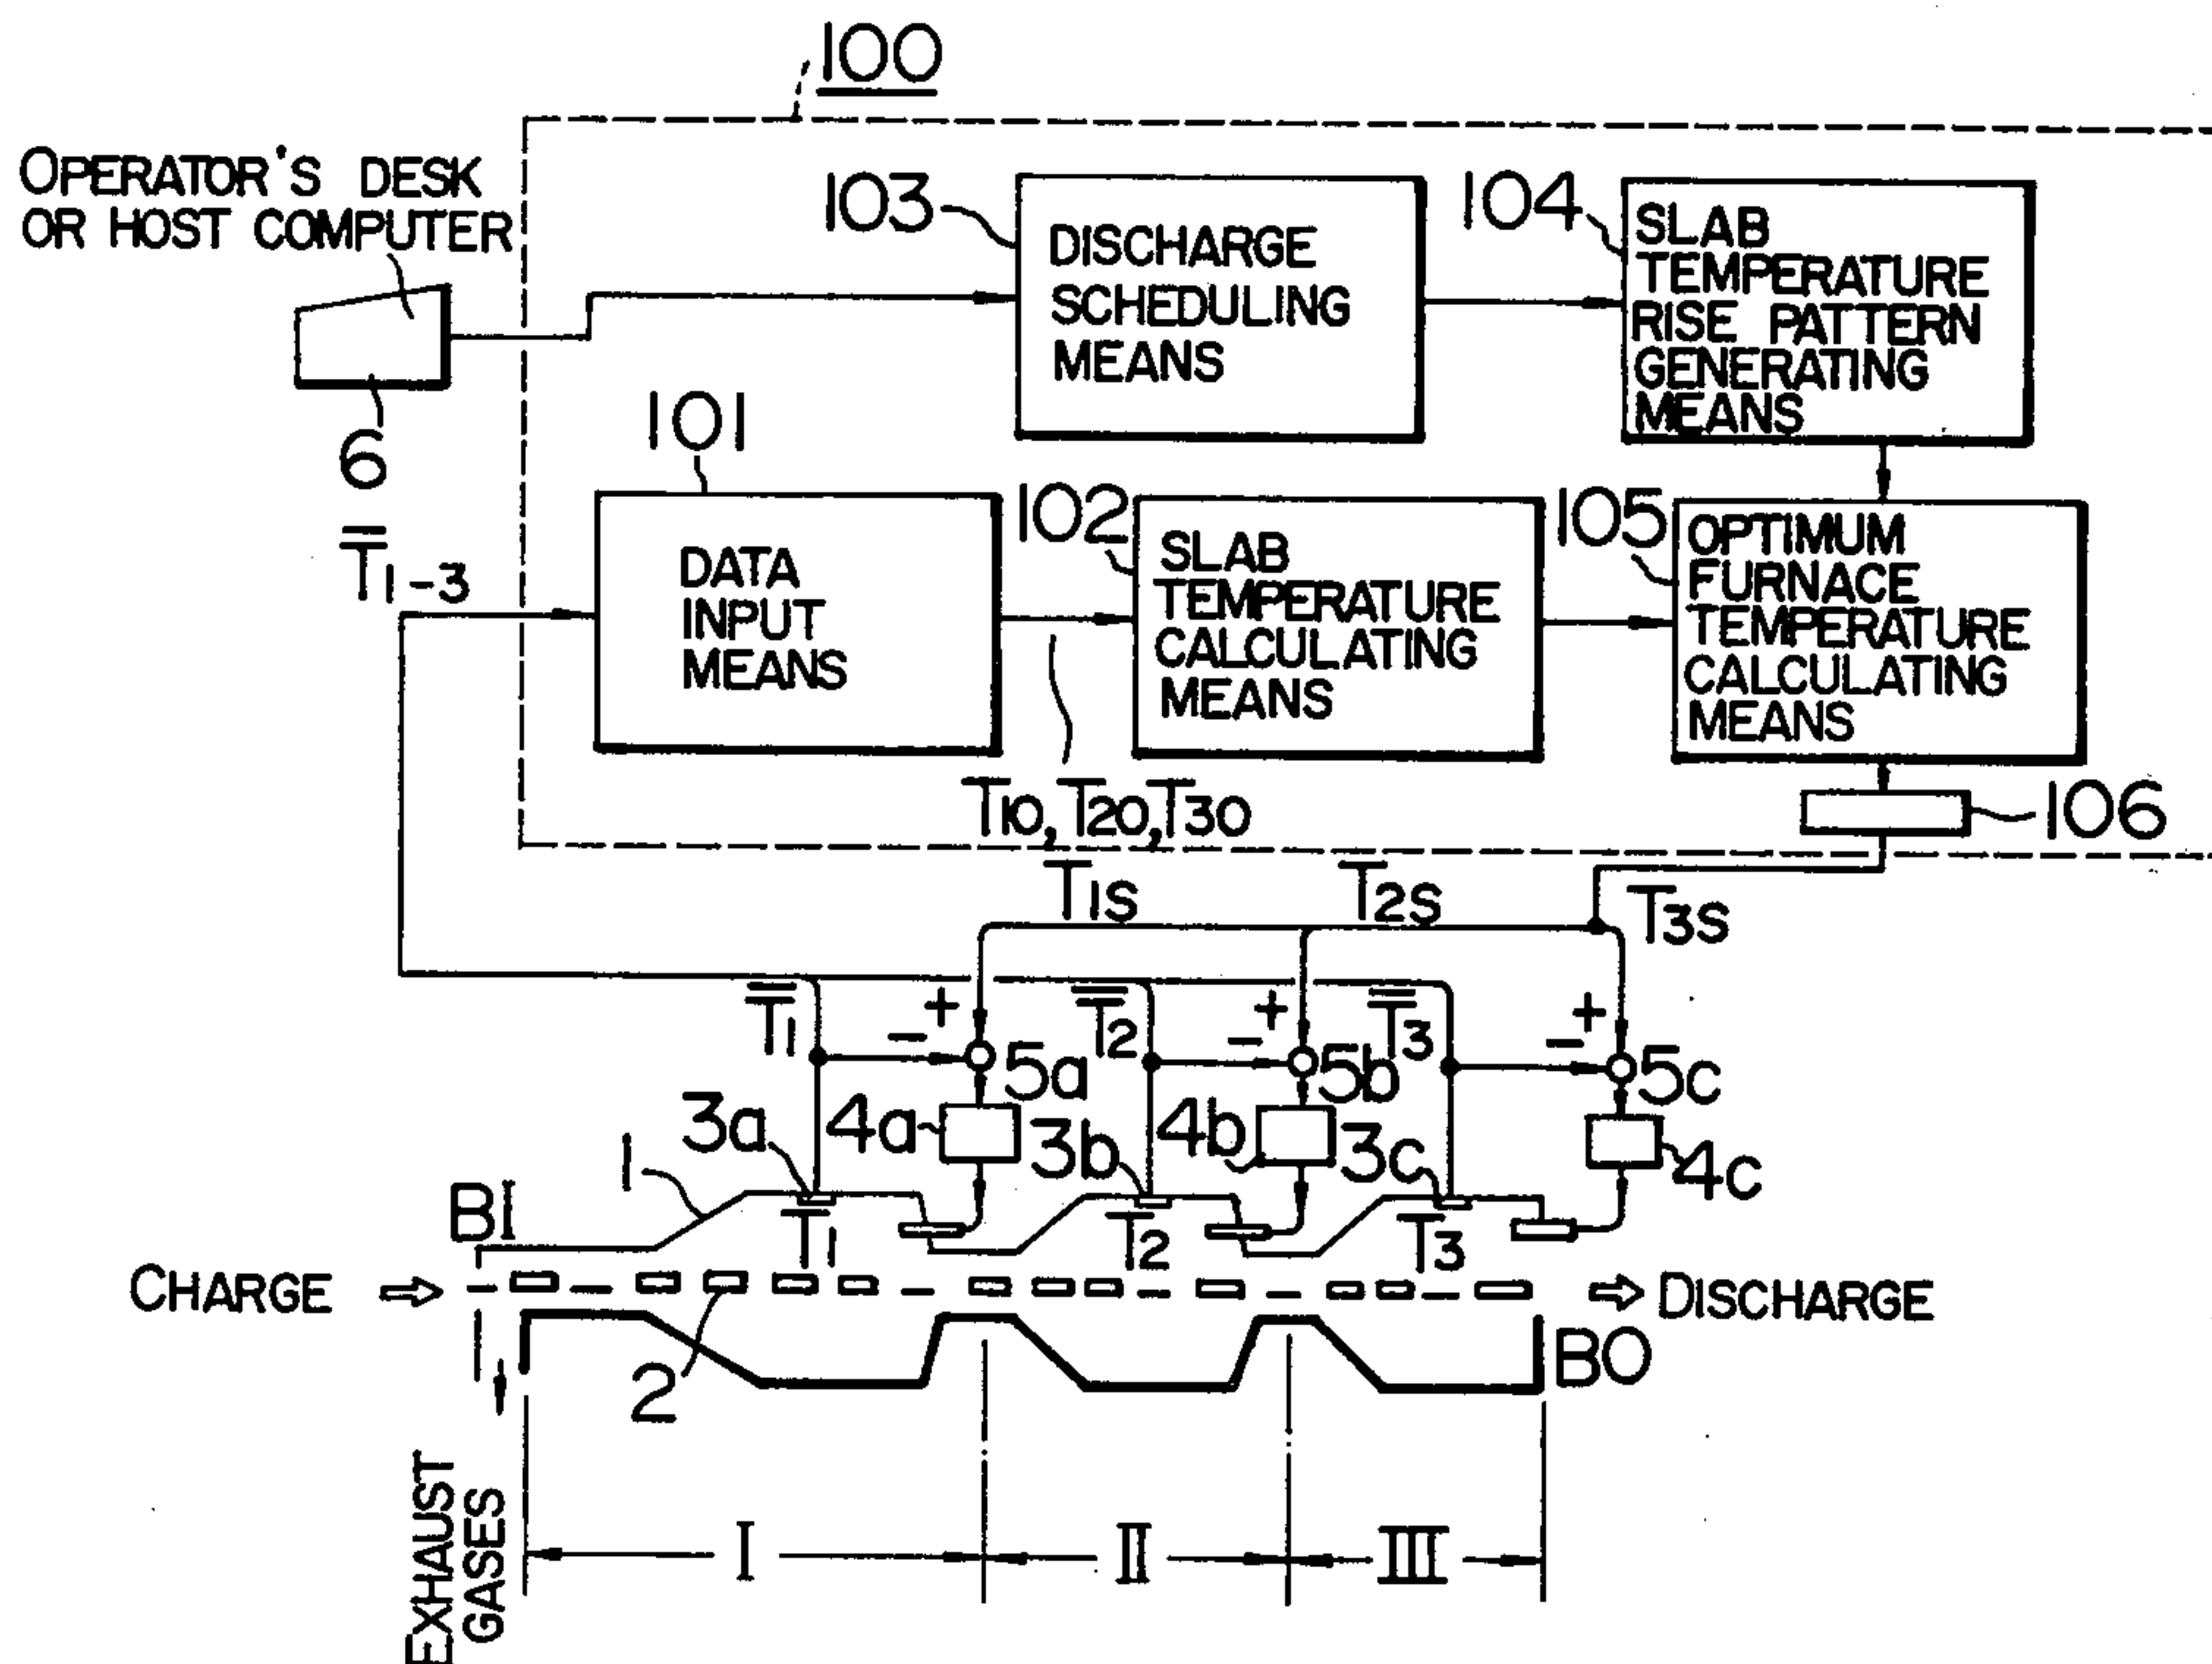 100
OPERATOR'S DESK
OR HOST COMPUTER
6
103
DISCHARGE
SCHEDULING
MEANS
104
SLAB
TEMPERATURE
RISE PATTERN
GENERATING
MEANS
101
DATA
INPUT
MEANS
102
SLAB
TEMPERATURE
CALCULATING
MEANS
105
OPTIMUM
FURNACE
TEMPERATURE
CALCULATING
MEANS
106
T̅1-3
T10, T20, T30
T1S
T2S
T3S
T̅1
- +
5a
T̅2
- +
5b
T̅3
- +
5c
3a
4a
3b
4b
3c
4c
1
BI
T1
T2
T3
CHARGE ⇨
⇨ DISCHARGE
2
BO
EXHAUST
GASES
I
II
III